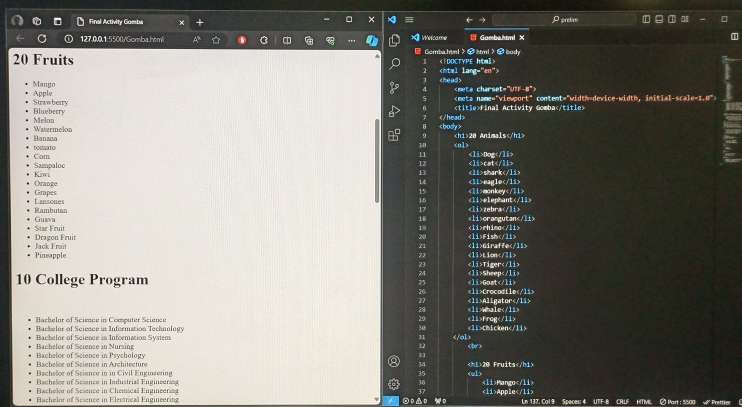 Final Activity Gomba
127.0.0.1:5500/Gomba.html
20 Fruits
Mango
Apple
Strawberry
Blueberry
Melon
Watermelon
Banana
tomato
Corn
Sampaloc
Kiwi
Orange
Grapes
Lansones
Rambutan
Guava
Star Fruit
Dragon Fruit
Jack Fruit
Pineapple
10 College Program
Bachelor of Science in Computer Science
Bachelor of Science in Information Technology
Bachelor of Science in Information System
Bachelor of Science in Nursing
Bachelor of Science in Psychology
Bachelor of Science in Architecture
Bachelor of Science in in Civil Engineering
Bachelor of Science in Industrial Engineering
Bachelor of Science in Chemical Engineering
Bachelor of Science in Electrical Engineering
prelim
Welcome
Gomba.html
Gomba.html > html > body
1 <!DOCTYPE html>
2 <html lang="en">
3 <head>
4 <meta charset="UTF-8">
5 <meta name="viewport" content="width=device-width, initial-scale=1.0">
6 <title>Final Activity Gomba</title>
7 </head>
8 <body>
9 <h1>20 Animals</h1>
10 <ol>
11 <li>Dog</li>
12 <li>cat</li>
13 <li>shark</li>
14 <li>eagle</li>
15 <li>monkey</li>
16 <li>elephant</li>
17 <li>zebra</li>
18 <li>orangutan</li>
19 <li>rhino</li>
20 <li>Fish</li>
21 <li>Giraffe</li>
22 <li>Lion</li>
23 <li>Tiger</li>
24 <li>Sheep</li>
25 <li>Goat</li>
26 <li>Crocodile</li>
27 <li>Aligator</li>
28 <li>Whale</li>
29 <li>Frog</li>
30 <li>Chicken</li>
31 </ol>
32 <br>
33
34 <h1>20 Fruits</h1>
35 <ul>
36 <li>Mango</li>
37 <li>Apple</li>
0 0 0 Ln 137, Col 9 Spaces: 4 UTF-8 CRLF HTML Port : 5500 Prettier